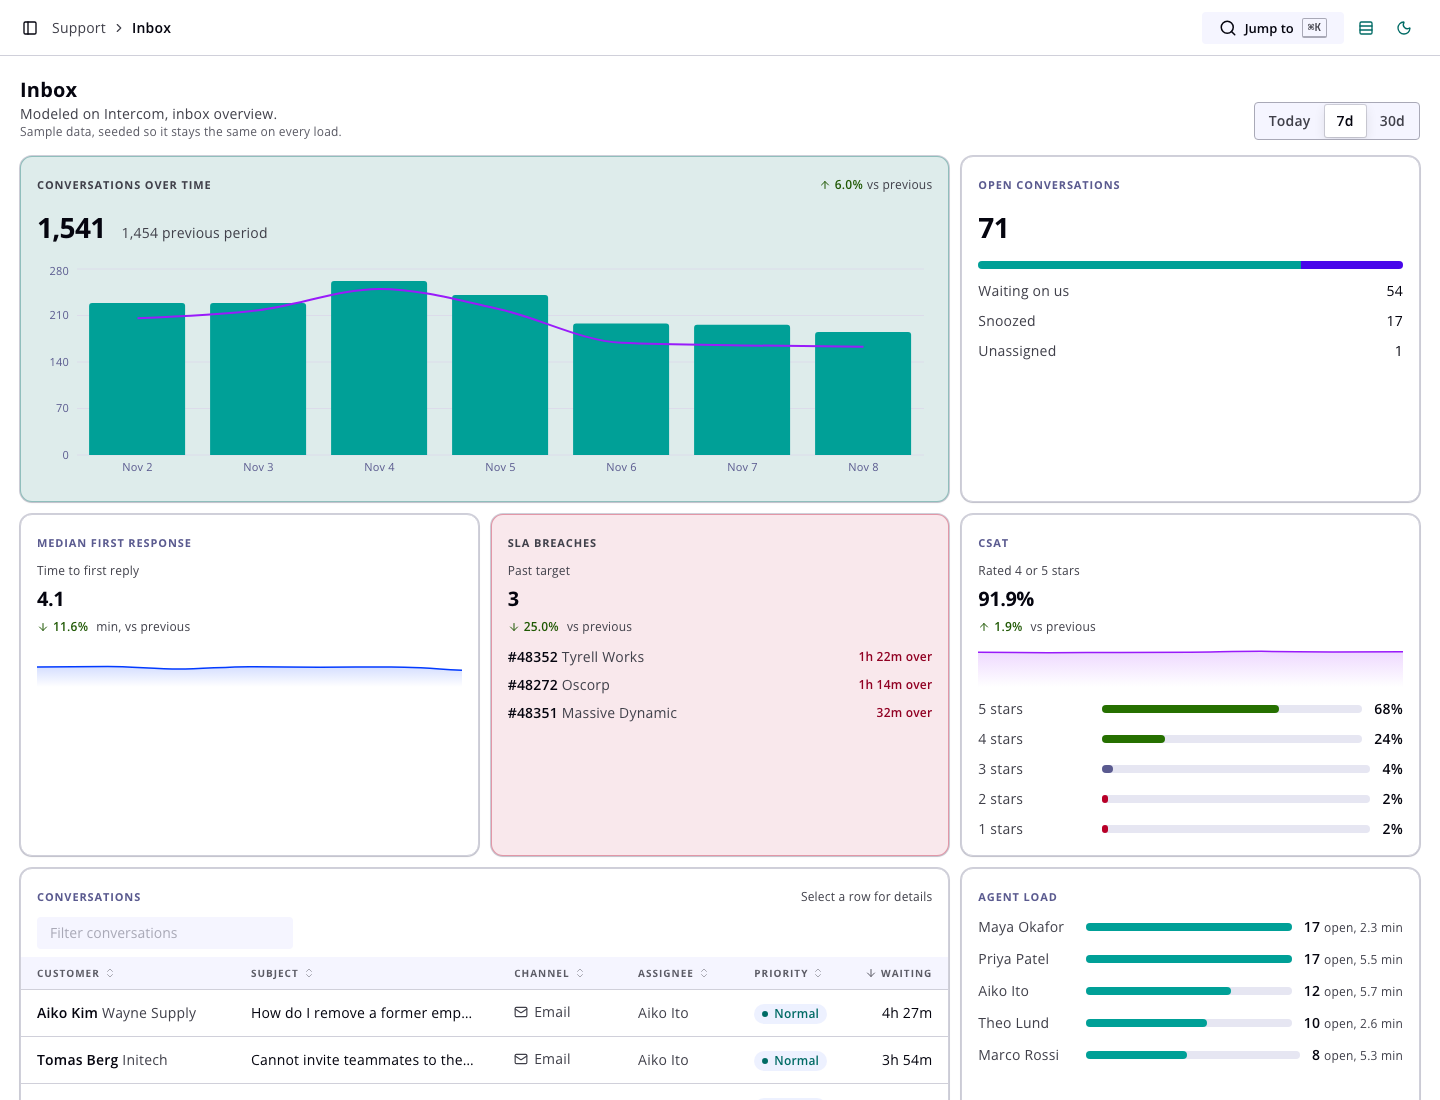 Support > Inbox
Jump to ⌘K
Inbox
Modeled on Intercom, inbox overview.
Sample data, seeded so it stays the same on every load.
Today 7d 30d
CONVERSATIONS OVER TIME
↑ 6.0% vs previous
1,541 1,454 previous period
280
210
140
70
0
Nov 2 Nov 3 Nov 4 Nov 5 Nov 6 Nov 7 Nov 8
OPEN CONVERSATIONS
71
Waiting on us 54
Snoozed 17
Unassigned 1
MEDIAN FIRST RESPONSE
Time to first reply
4.1
↓ 11.6% min, vs previous
SLA BREACHES
Past target
3
↓ 25.0% vs previous
#48352 Tyrell Works 1h 22m over
#48272 Oscorp 1h 14m over
#48351 Massive Dynamic 32m over
CSAT
Rated 4 or 5 stars
91.9%
↑ 1.9% vs previous
5 stars 68%
4 stars 24%
3 stars 4%
2 stars 2%
1 stars 2%
CONVERSATIONS
Select a row for details
Filter conversations
CUSTOMER SUBJECT CHANNEL ASSIGNEE PRIORITY ↓ WAITING
Aiko Kim Wayne Supply How do I remove a former emp... Email Aiko Ito Normal 4h 27m
Tomas Berg Initech Cannot invite teammates to the... Email Aiko Ito Normal 3h 54m
AGENT LOAD
Maya Okafor 17 open, 2.3 min
Priya Patel 17 open, 5.5 min
Aiko Ito 12 open, 5.7 min
Theo Lund 10 open, 2.6 min
Marco Rossi 8 open, 5.3 min